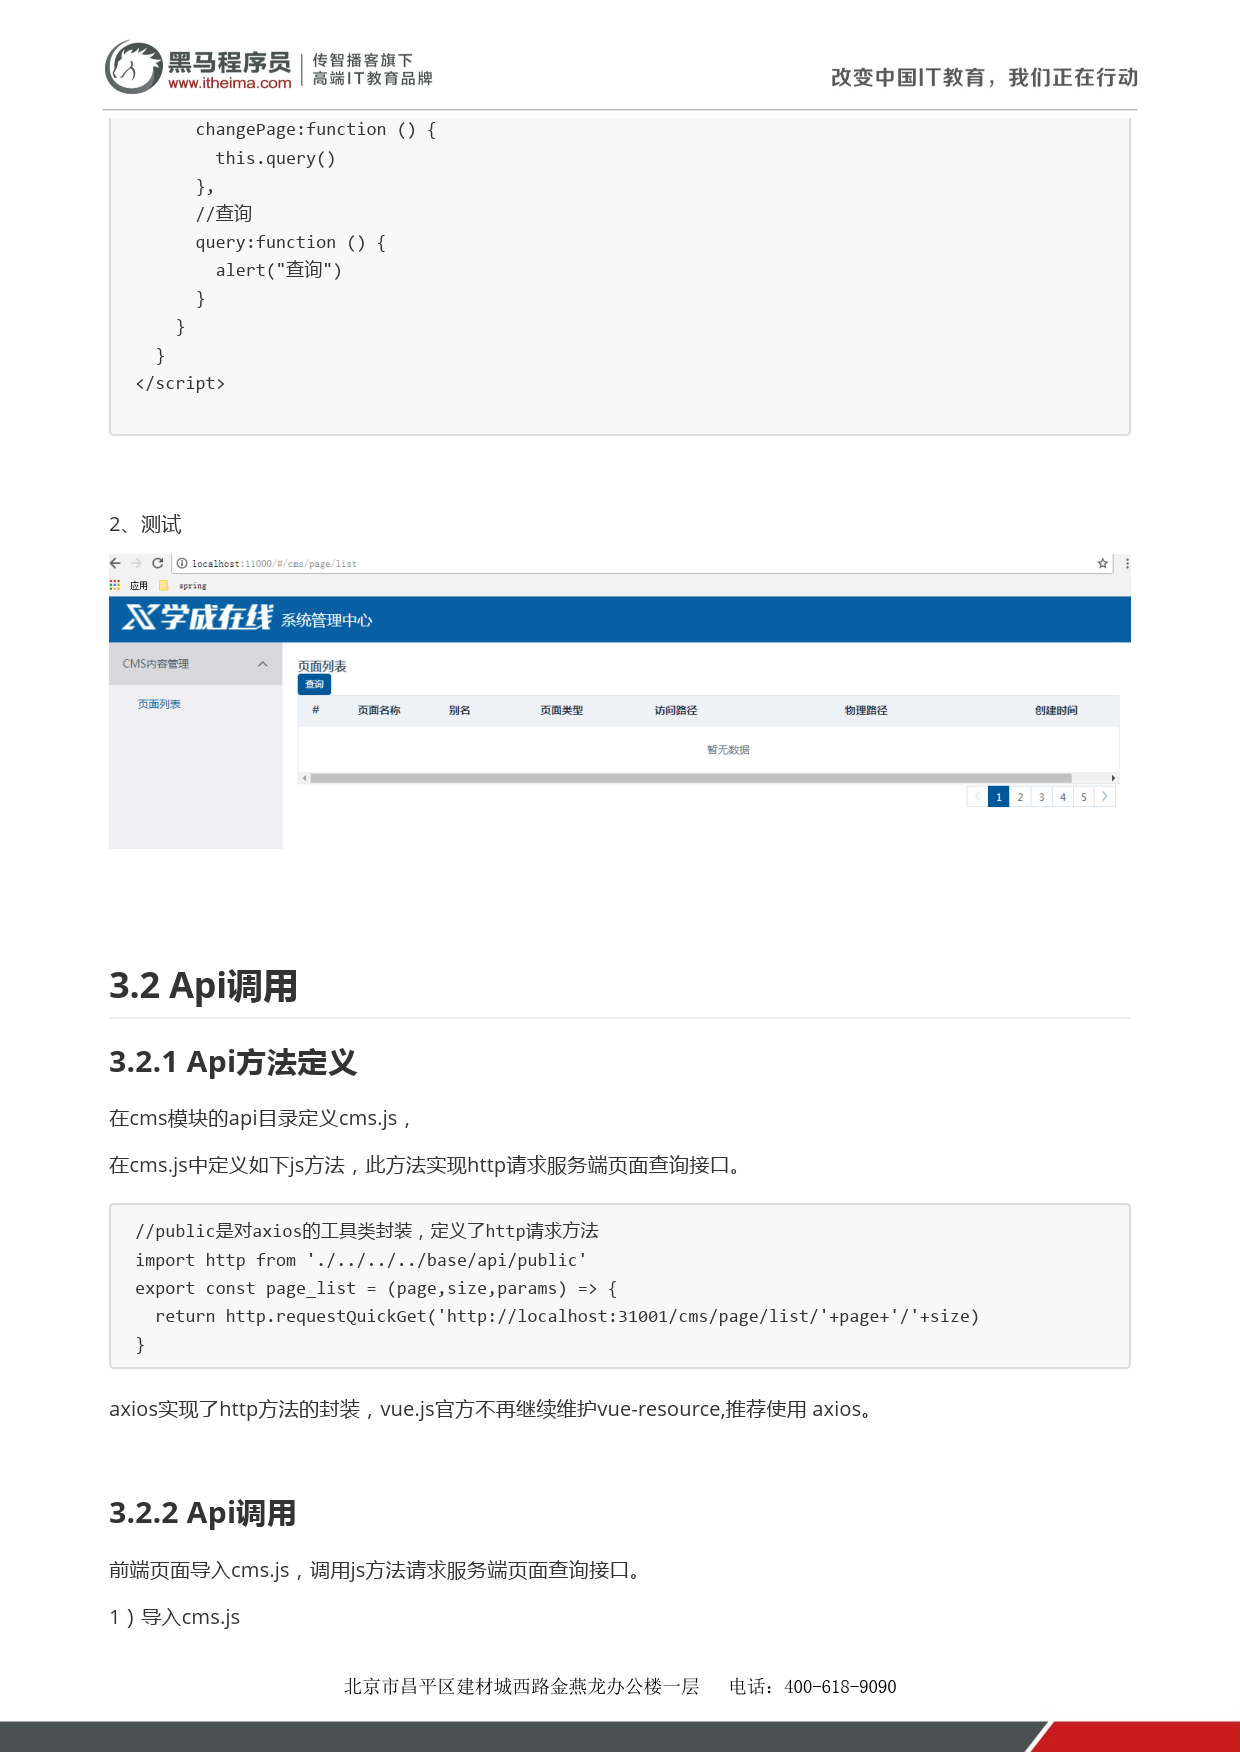 黑马程序员
www.itheima.com
传智播客旗下
高端IT教育品牌
改变中国IT教育，我们正在行动
changePage:function () {
this.query()
},
//查询
query:function () {
alert("查询")
}
}
}
</script>
2、测试
localhost:11000/#/cms/page/list
应用 spring
学成在线 系统管理中心
CMS内容管理
页面列表
页面列表
查询
# 页面名称 别名 页面类型 访问路径 物理路径 创建时间
暂无数据
1 2 3 4 5
3.2 Api调用
3.2.1 Api方法定义
在cms模块的api目录定义cms.js，
在cms.js中定义如下js方法，此方法实现http请求服务端页面查询接口。
//public是对axios的工具类封装，定义了http请求方法
import http from './../../../base/api/public'
export const page_list = (page,size,params) => {
return http.requestQuickGet('http://localhost:31001/cms/page/list/'+page+'/'+size)
}
axios实现了http方法的封装，vue.js官方不再继续维护vue-resource,推荐使用 axios。
3.2.2 Api调用
前端页面导入cms.js，调用js方法请求服务端页面查询接口。
1）导入cms.js
北京市昌平区建材城西路金燕龙办公楼一层 电话：400-618-9090